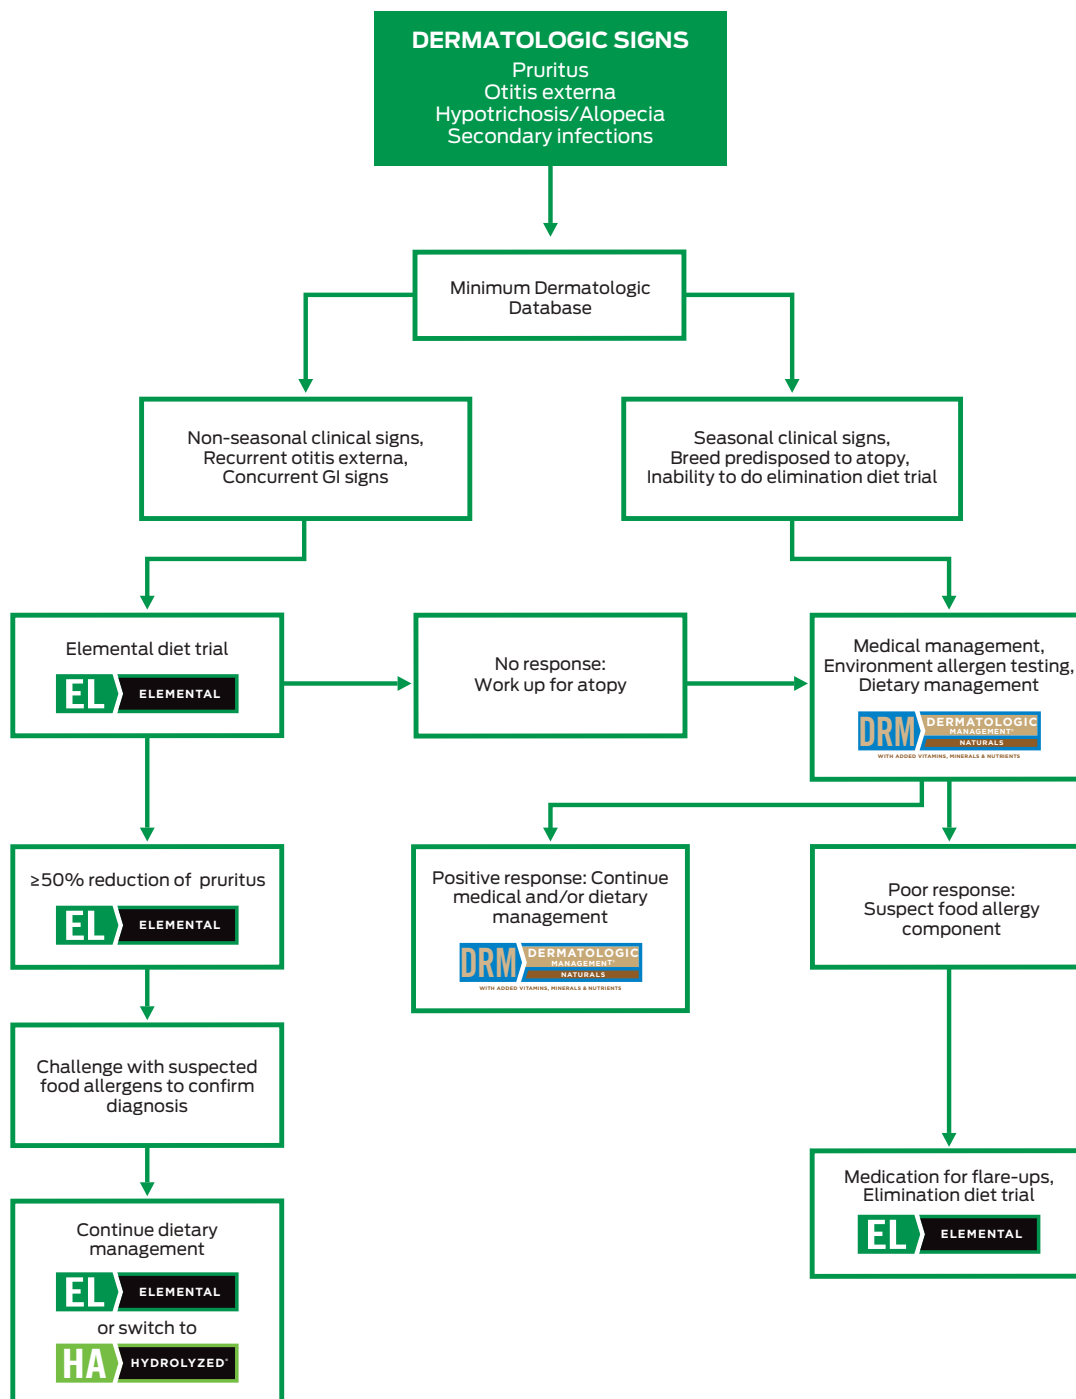 DERMATOLOGIC SIGNS
Pruritus
Otitis externa
Hypotrichosis/Alopecia
Secondary infections
Minimum Dermatologic
Database
Non-seasonal clinical signs,
Recurrent otitis externa,
Concurrent GI signs
Seasonal clinical signs,
Breed predisposed to atopy,
Inability to do elimination diet trial
Elemental diet trial
EL ELEMENTAL
No response:
Work up for atopy
Medical management,
Environment allergen testing,
Dietary management
DRM DERMATOLOGIC
MANAGEMENT®
NATURALS
WITH ADDED VITAMINS, MINERALS & NUTRIENTS
≥50% reduction of pruritus
EL ELEMENTAL
Positive response: Continue
medical and/or dietary
management
DRM DERMATOLOGIC
MANAGEMENT®
NATURALS
WITH ADDED VITAMINS, MINERALS & NUTRIENTS
Poor response:
Suspect food allergy
component
Challenge with suspected
food allergens to confirm
diagnosis
Medication for flare-ups,
Elimination diet trial
EL ELEMENTAL
Continue dietary
management
EL ELEMENTAL
or switch to
HA HYDROLYZED®